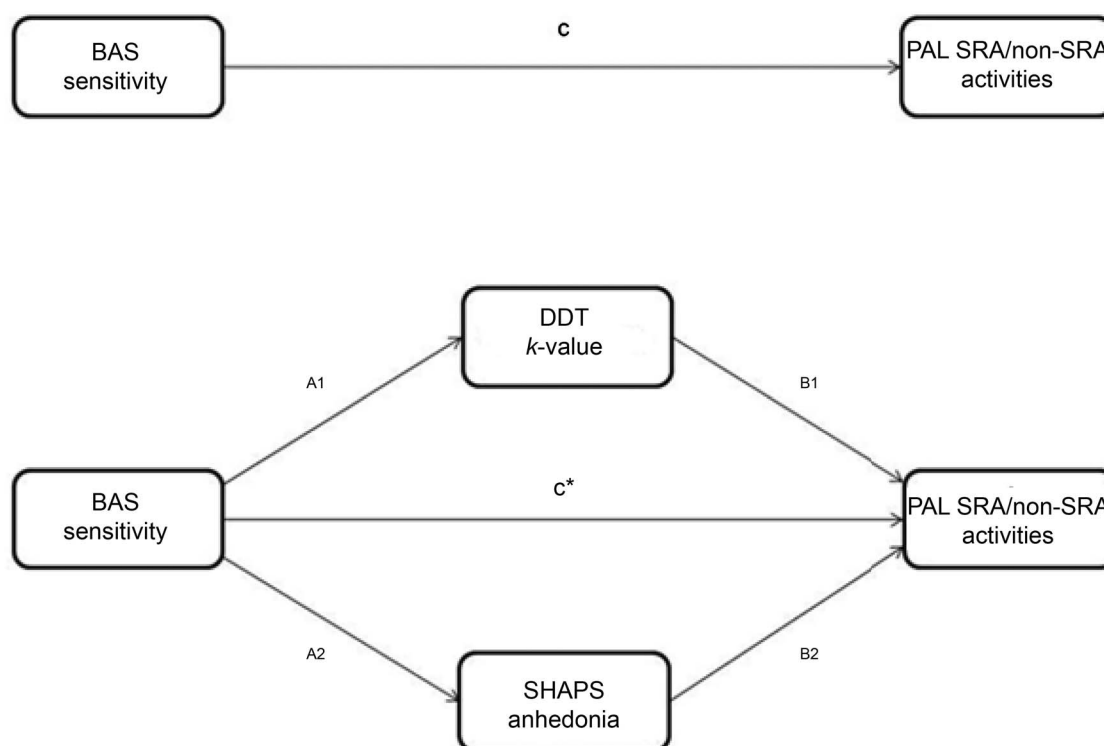 c
BAS
sensitivity
PAL SRA/non-SRA
activities
DDT
k-value
A1
B1
BAS
sensitivity
c*
PAL SRA/non-SRA
activities
A2
B2
SHAPS
anhedonia